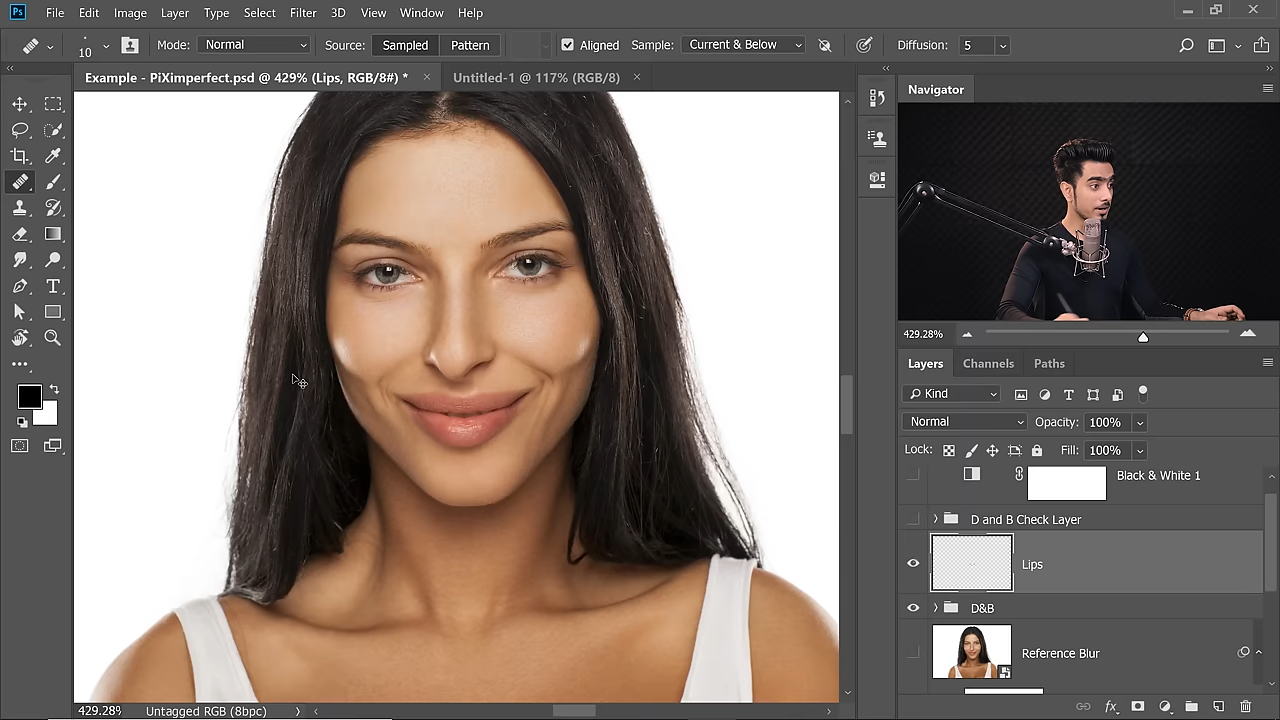 Ps File Edit Image Layer Type Select Filter 3D View Window Help
10 Mode: Normal Source: Sampled Pattern Aligned Sample: Current & Below Diffusion: 5
Example - PiXimperfect.psd @ 429% (Lips, RGB/8#) * × Untitled-1 @ 117% (RGB/8) ×
Navigator
429.28%
Layers Channels Paths
Kind
Normal Opacity: 100%
Lock: Fill: 100%
Black & White 1
D and B Check Layer
Lips
D&B
Reference Blur
429.28% Untagged RGB (8bpc)
fx